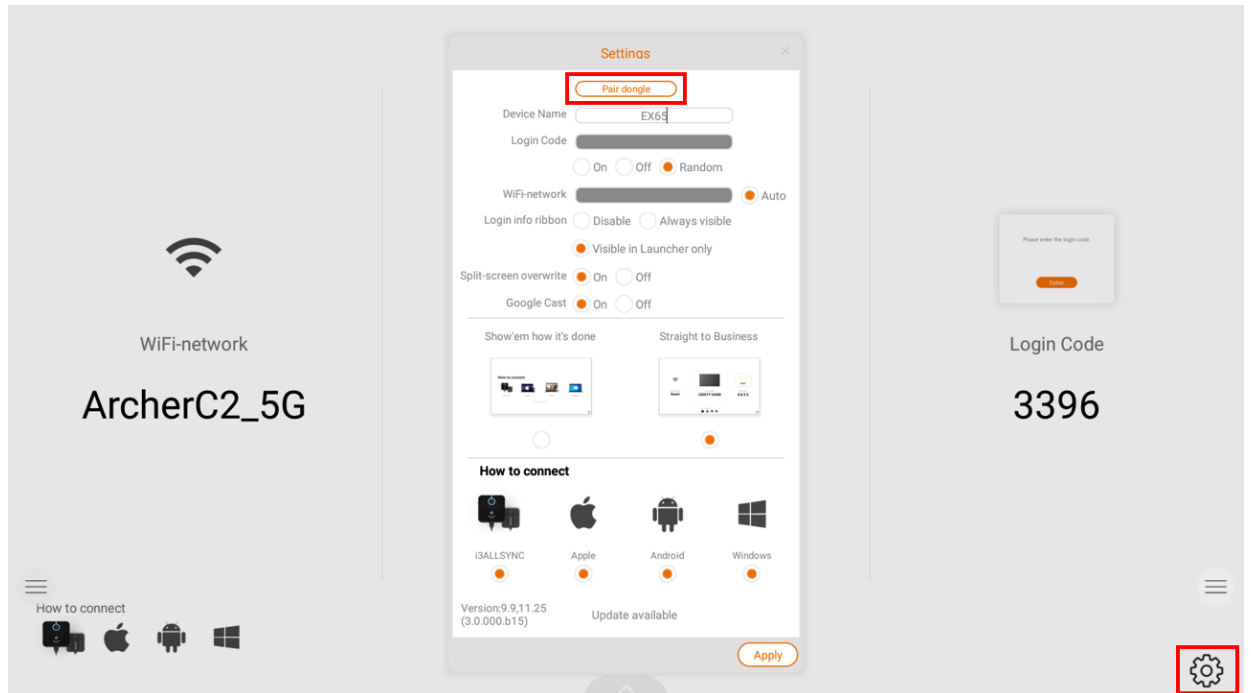 Settings
×
Pair dongle
Device Name EX65
Login Code
On Off Random
WiFi-network Auto
Login info ribbon Disable Always visible
Visible in Launcher only
Split-screen overwrite On Off
Google Cast On Off
Show'em how it's done Straight to Business
How to connect
i3ALLSYNC Apple Android Windows
Version:9.9,11.25
(3.0.000.b15)
Update available
Apply
WiFi-network
ArcherC2_5G
How to connect
Please enter the login code.
Login Code
3396